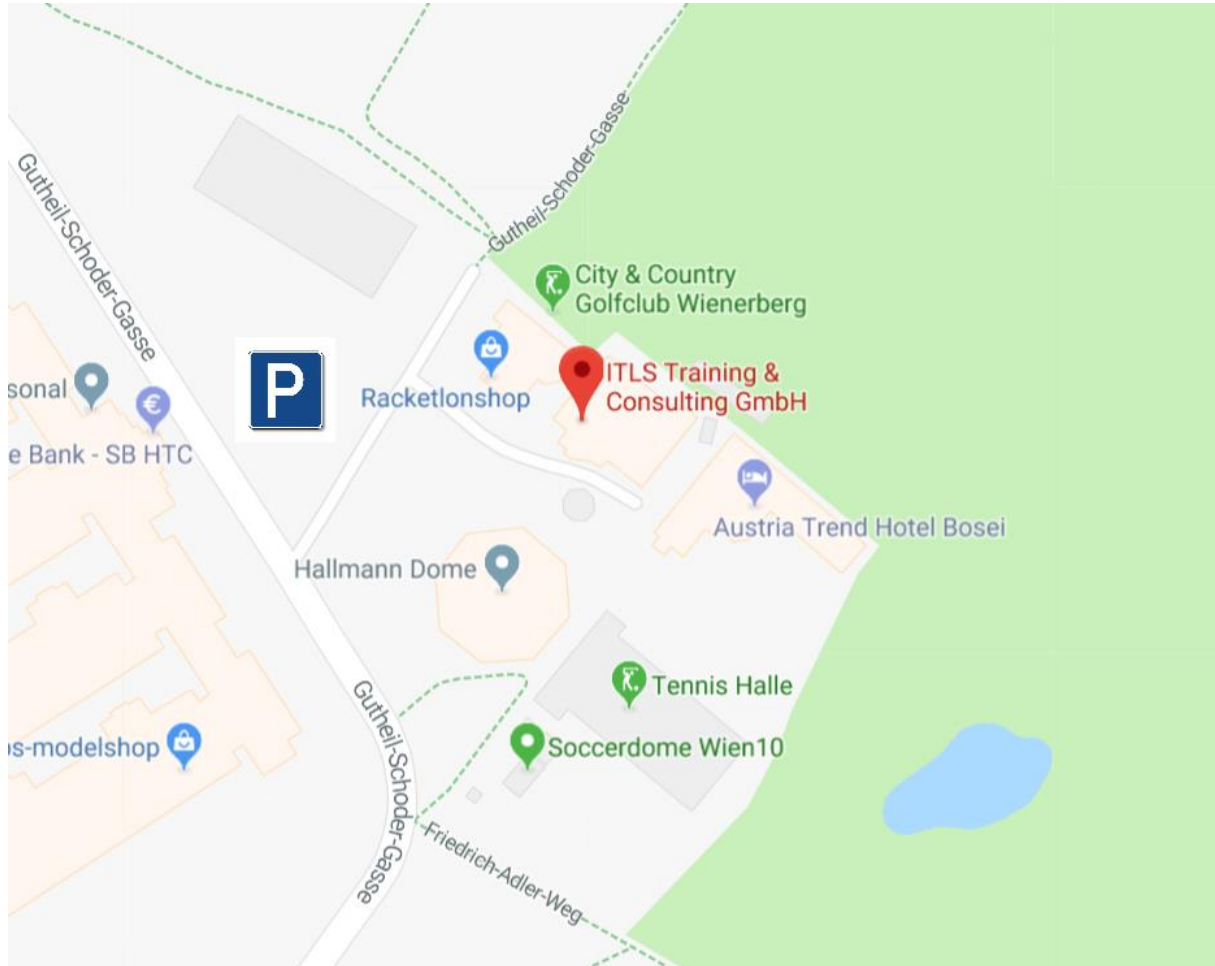 Gutheil-Schoder-Gasse
Gutheil-Schoder-Gasse
City & Country
Golfclub Wienerberg
P
Racketlonshop
ITLS Training &
Consulting GmbH
sonal
€
e Bank - SB HTC
Austria Trend Hotel Bosei
Hallmann Dome
Tennis Halle
Gutheil-Schoder-Gasse
os-modelshop
Soccerdome Wien10
Friedrich-Adler-Weg